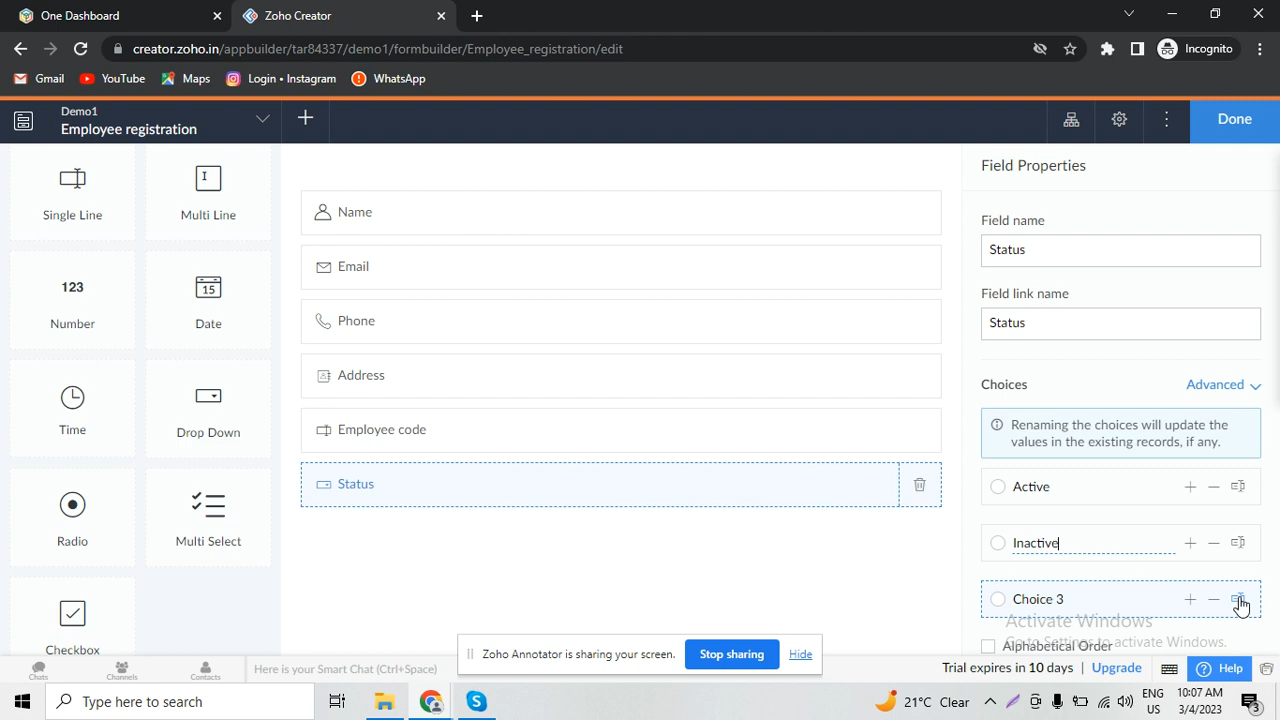 One Dashboard
Zoho Creator
creator.zoho.in/appbuilder/tar84337/demo1/formbuilder/Employee_registration/edit
Incognito
Gmail YouTube Maps Login • Instagram WhatsApp
Demo1
Employee registration
Done
Single Line
Multi Line
123
Number
15
Date
Time
Drop Down
Radio
Multi Select
Checkbox
Name
Email
Phone
Address
Employee code
Status
Field Properties
Field name
Status
Field link name
Status
Choices
Advanced
Renaming the choices will update the
values in the existing records, if any.
Active
Inactive
Choice 3
Activate Windows
Go to Settings to activate Windows.
Alphabetical Order
Zoho Annotator is sharing your screen. Stop sharing Hide
Chats
Channels
Contacts
Here is your Smart Chat (Ctrl+Space)
Trial expires in 10 days Upgrade
Help
Type here to search
21°C Clear
ENG
US
10:07 AM
3/4/2023
3